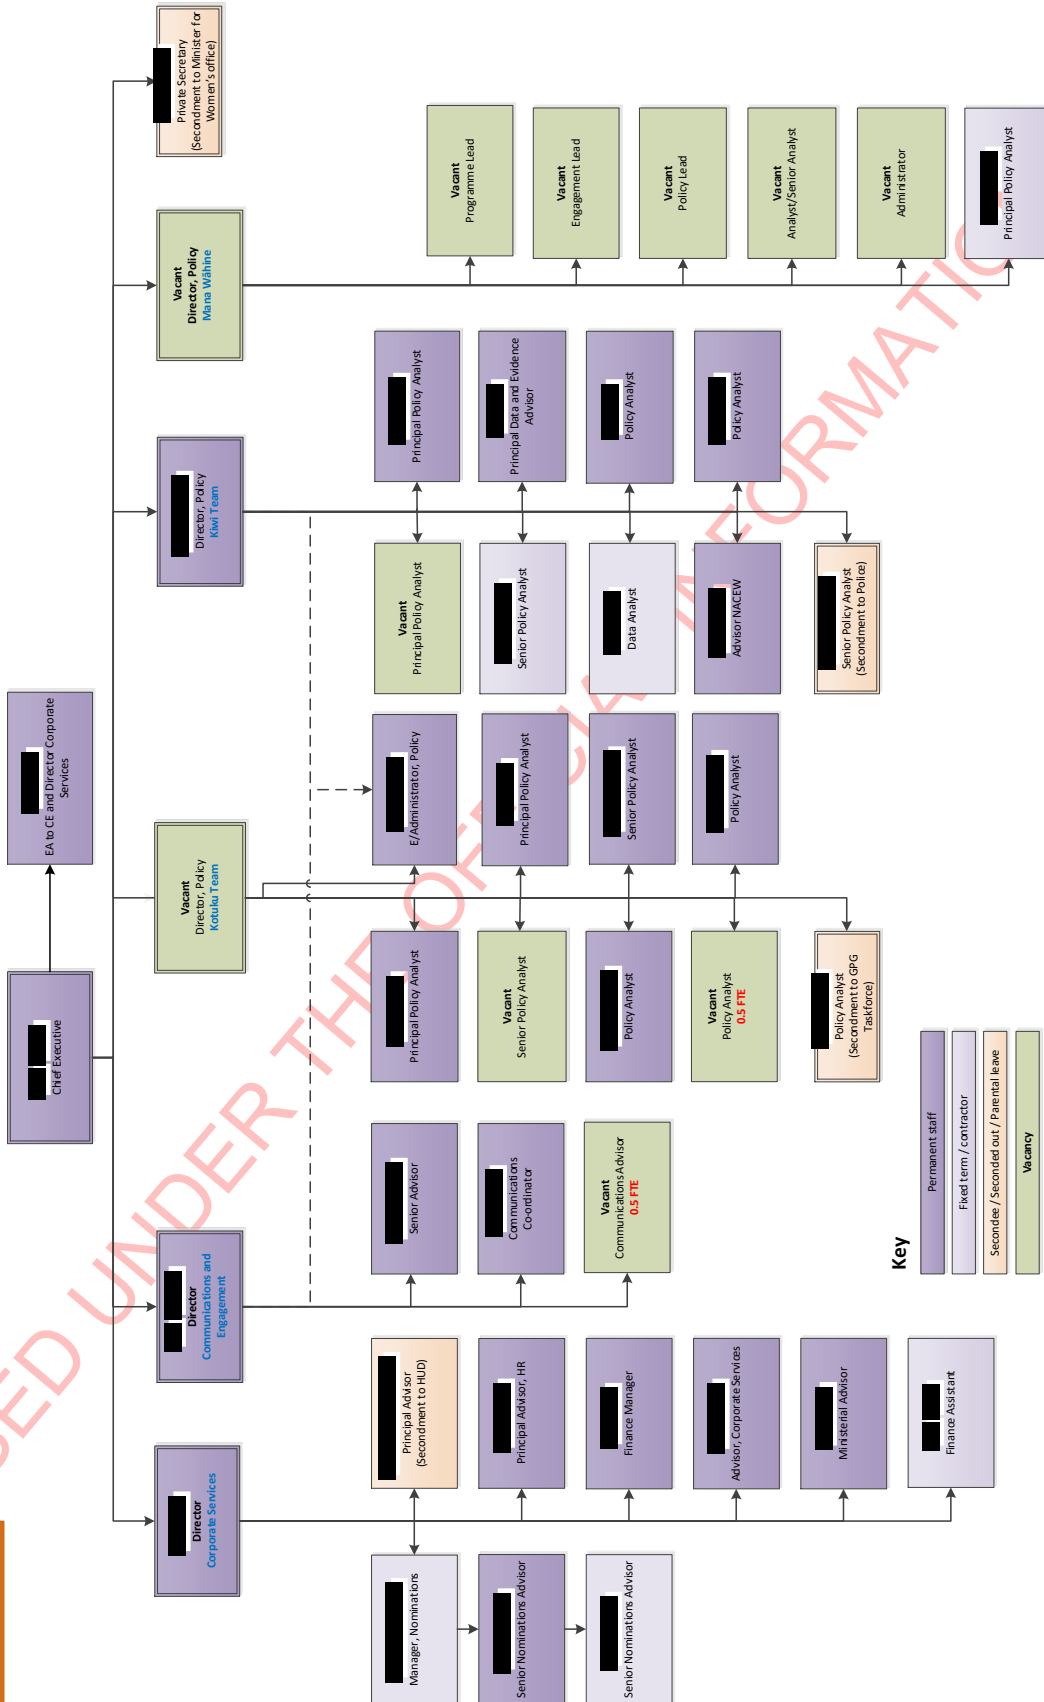 EA to CE and Director Corporate
Services
Chief Executive
Private Secretary
(Secondment to Minister for
Women's office)
Director
Corporate Services
Director
Communications and
Engagement
Vacant
Director, Policy
Kotuku Team
Director, Policy
Kiwi Team
Vacant
Director, Policy
Mana Wāhine
Manager, Nominations
Senior Nominations Advisor
Senior Nominations Advisor
Principal Advisor
(Secondment to HUD)
Principal Advisor, HR
Finance Manager
Advisor, Corporate Services
Ministerial Advisor
Finance Assistant
Senior Advisor
Communications
Co-ordinator
Vacant
Communications Advisor
0.5 FTE
Principal Policy Analyst
Vacant
Senior Policy Analyst
Policy Analyst
Vacant
Policy Analyst
0.5 FTE
Policy Analyst
(Secondment to GPG
Taskforce)
E/Administrator, Policy
Principal Policy Analyst
Senior Policy Analyst
Policy Analyst
Vacant
Principal Policy Analyst
Senior Policy Analyst
Data Analyst
Advisor NACEW
Senior Policy Analyst
(Secondment to Police)
Principal Policy Analyst
Principal Data and Evidence
Advisor
Policy Analyst
Policy Analyst
Vacant
Programme Lead
Vacant
Engagement Lead
Vacant
Policy Lead
Vacant
Analyst/Senior Analyst
Vacant
Administrator
Principal Policy Analyst
Key
Permanent staff
Fixed term / contractor
Secondee / Seconded out / Parental leave
Vacancy
UNDER THE OFFICIAL INFORMATIO